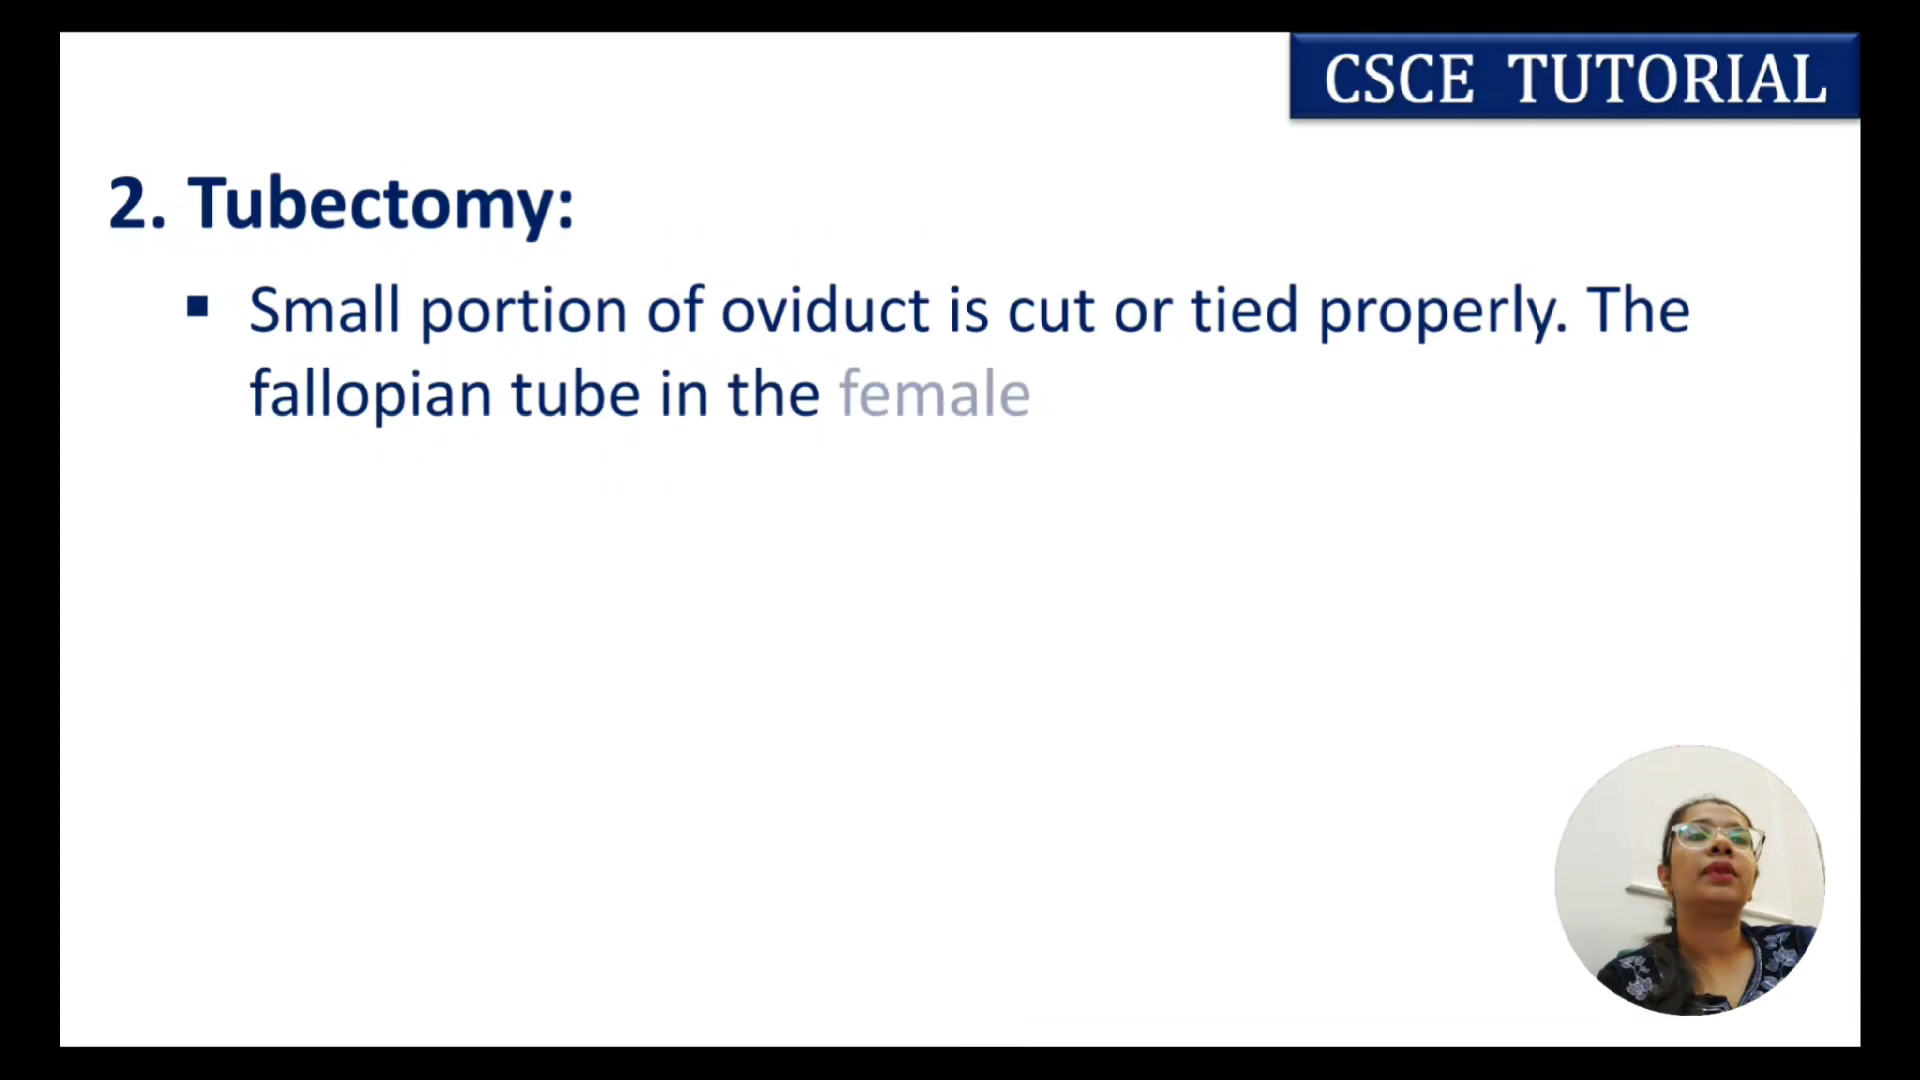 CSCE TUTORIAL
2. Tubectomy:
▪ Small portion of oviduct is cut or tied properly. The
fallopian tube in the female